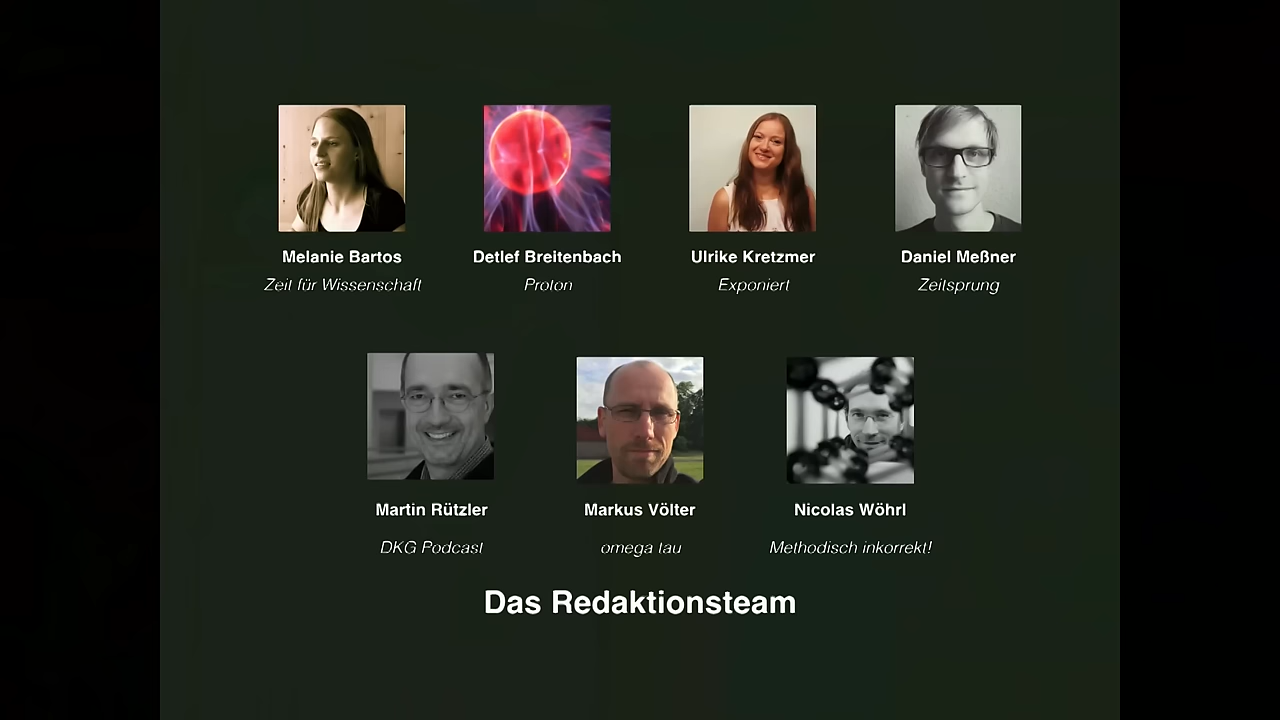 Melanie Bartos
Detlef Breitenbach
Ulrike Kretzmer
Daniel Meßner
Zeit für Wissenschaft
Proton
Exponiert
Zeitsprung
Martin Rützler
Markus Völter
Nicolas Wöhrl
DKG Podcast
omega tau
Methodisch inkorrekt!
Das Redaktionsteam